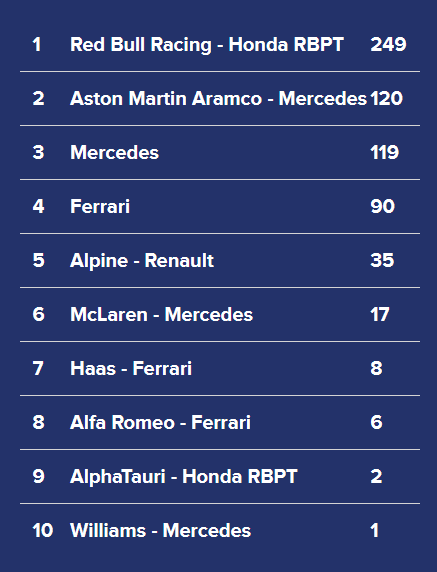 1 Red Bull Racing - Honda RBPT 249
2 Aston Martin Aramco - Mercedes 120
3 Mercedes 119
4 Ferrari 90
5 Alpine - Renault 35
6 McLaren - Mercedes 17
7 Haas - Ferrari 8
8 Alfa Romeo - Ferrari 6
9 AlphaTauri - Honda RBPT 2
10 Williams - Mercedes 1